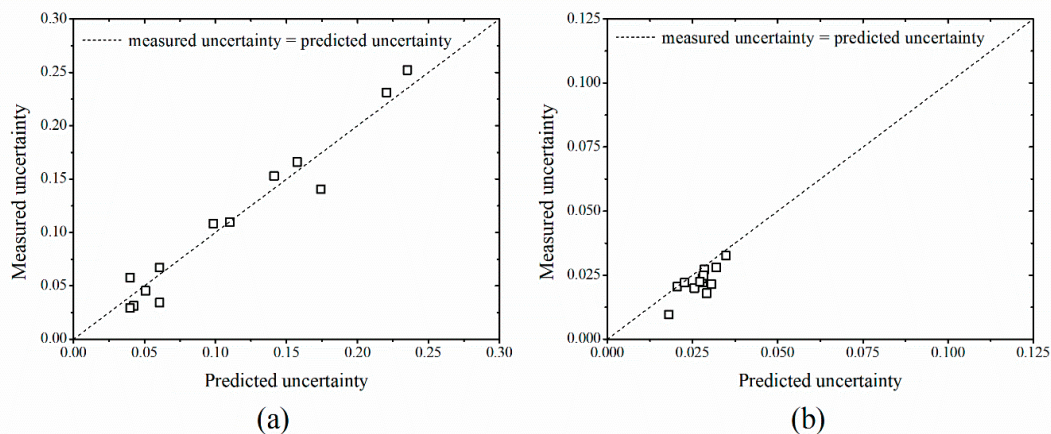 measured uncertainty = predicted uncertainty
0.30
0.25
0.20
0.15
0.10
0.05
0.00
Measured uncertainty
0.00 0.05 0.10 0.15 0.20 0.25 0.30
Predicted uncertainty
(a)
measured uncertainty = predicted uncertainty
0.125
0.100
0.075
0.050
0.025
0.000
Measured uncertainty
0.000 0.025 0.050 0.075 0.100 0.125
Predicted uncertainty
(b)